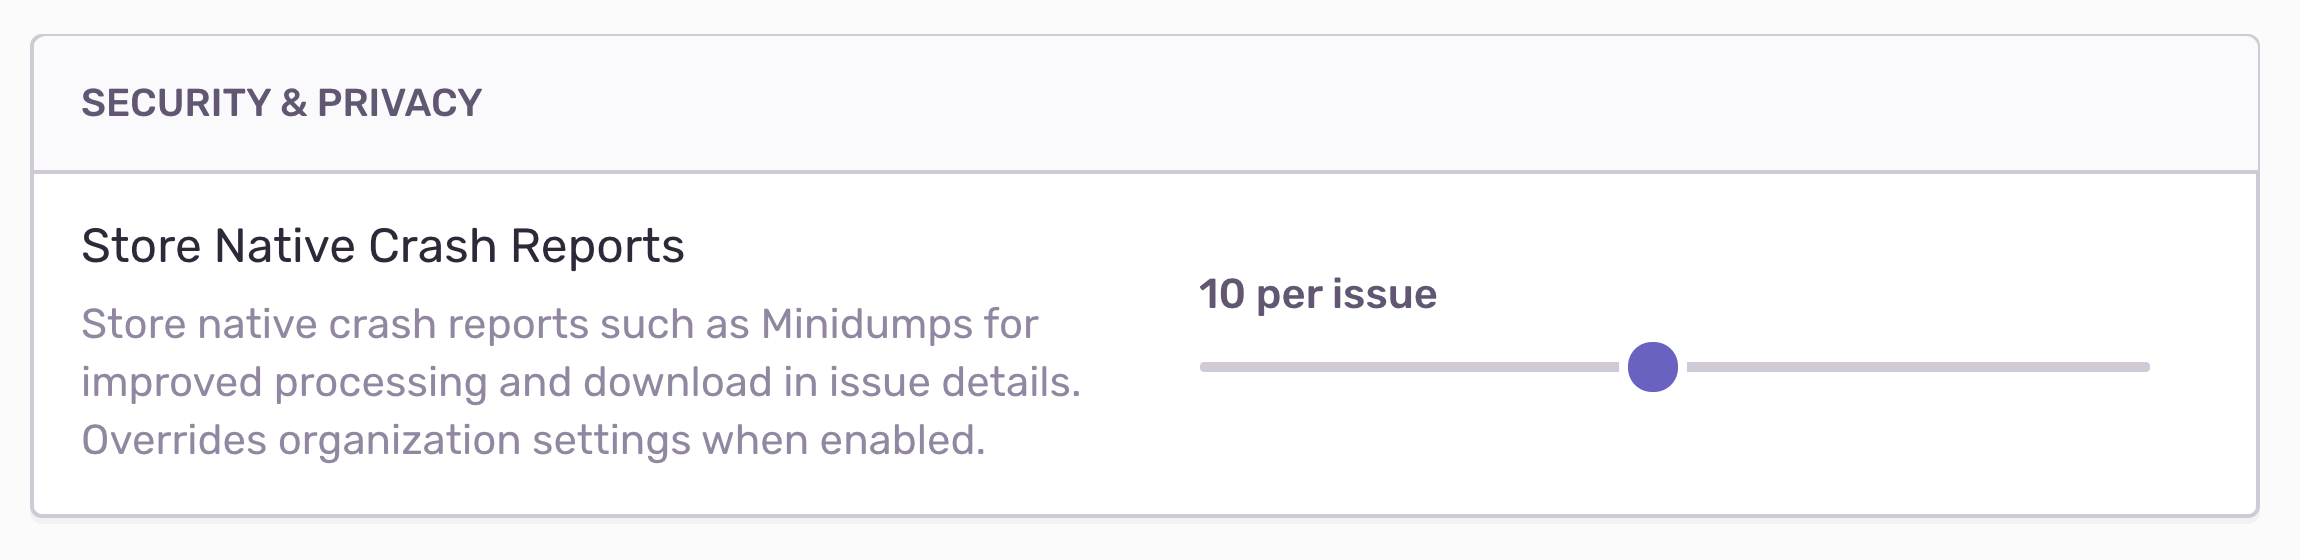 SECURITY & PRIVACY
Store Native Crash Reports
Store native crash reports such as Minidumps for
improved processing and download in issue details.
Overrides organization settings when enabled.
10 per issue